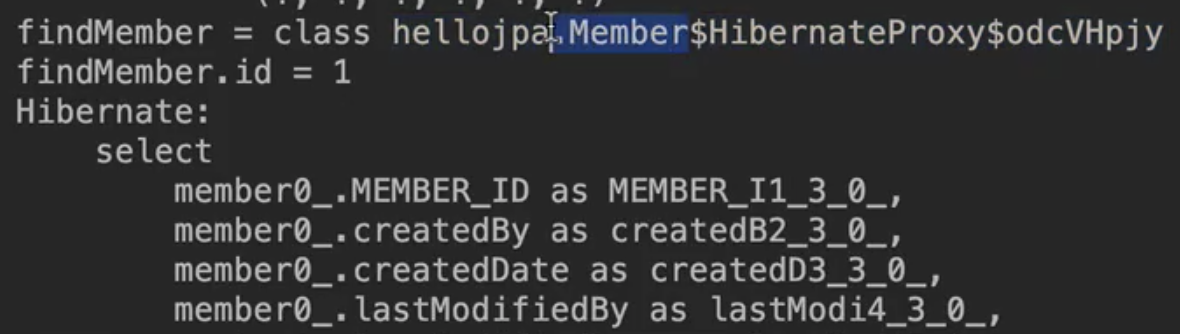 findMember = class hellojpa.Member$HibernateProxy$odcVHpjy
findMember.id = 1
Hibernate:
select
member0_.MEMBER_ID as MEMBER_I1_3_0_,
member0_.createdBy as createdB2_3_0_,
member0_.createdDate as createdD3_3_0_,
member0_.lastModifiedBy as lastModi4_3_0_,